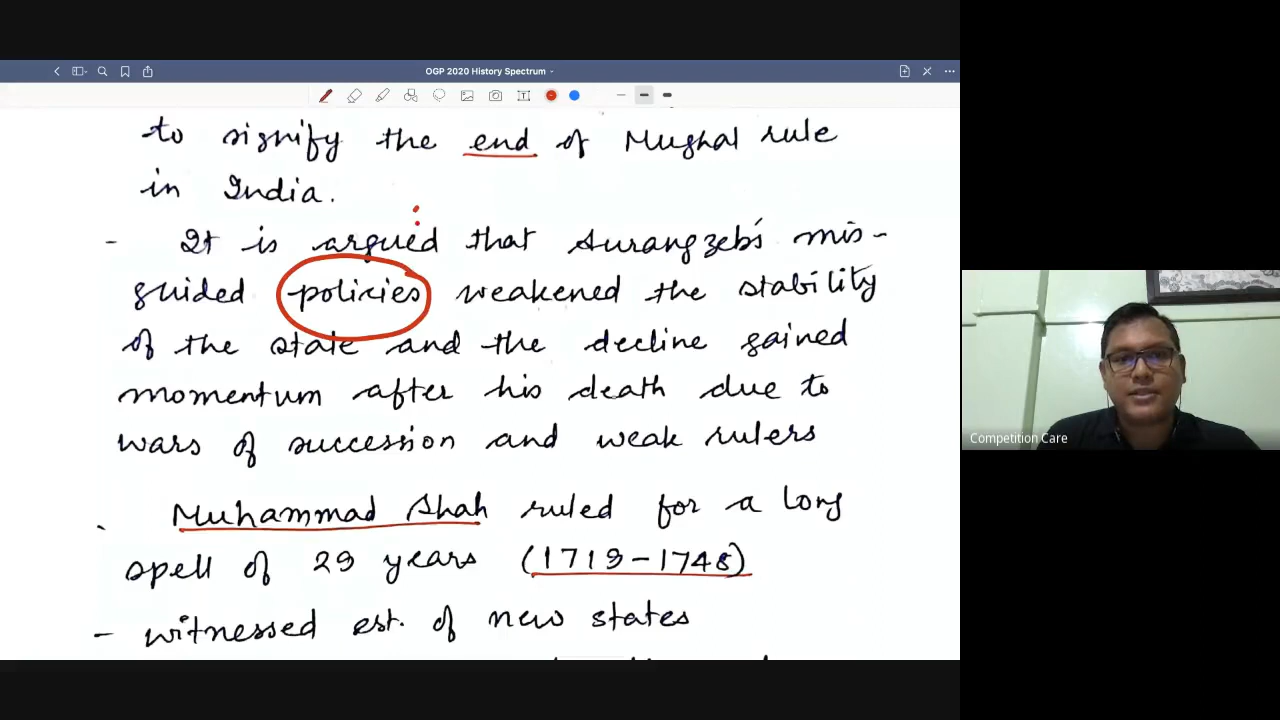 OGP 2020 History Spectrum
to signify the end of Mughal rule
in India.
- It is argued that Aurangzeb's mis-
guided policies weakened the stability
of the state and the decline gained
momentum after his death due to
wars of succession and weak rulers
Muhammad Shah ruled for a long
spell of 29 years (1719-1748)
- witnessed est. of new states
Competition Care